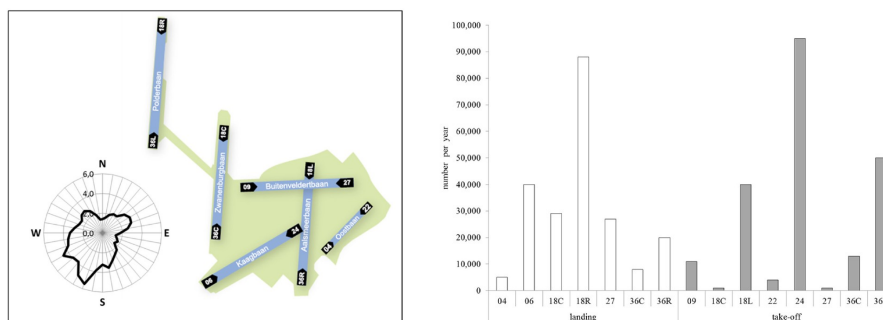 18R
Polderbaan
36L
18C
Zwanenburgbaan
36C
09
Buitenveldertbaan
27
18L
Aalsmeerbaan
36R
22
Oostbaan
04
24
Kaagbaan
06
N
6,0
4,0
2,0
0,0
W
E
S
100,000
90,000
80,000
70,000
60,000
50,000
40,000
30,000
20,000
10,000
0
number per year
04 06 18C 18R 27 36C 36R 09 18C 18L 22 24 27 36C
landing take-off